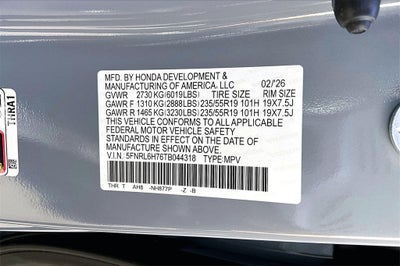 MFD. BY HONDA DEVELOPMENT &
MANUFACTURING OF AMERICA, LLC 02/'26
GVWR 2730 KG(6019LBS) TIRE SIZE RIM SIZE
GAWR F 1310 KG(2888LBS) 235/55R19 101H 19X7.5J
GAWR R 1465 KG(3230LBS) 235/55R19 101H 19X7.5J
THIS VEHICLE CONFORMS TO ALL APPLICABLE
FEDERAL MOTOR VEHICLE SAFETY
STANDARDS IN EFFECT ON THE DATE OF
MANUFACTURE SHOWN ABOVE.
V.I.N. 5FNRL6H76TB044318 TYPE MPV
THR T AH8 -NH877P -Z -B
THRA1